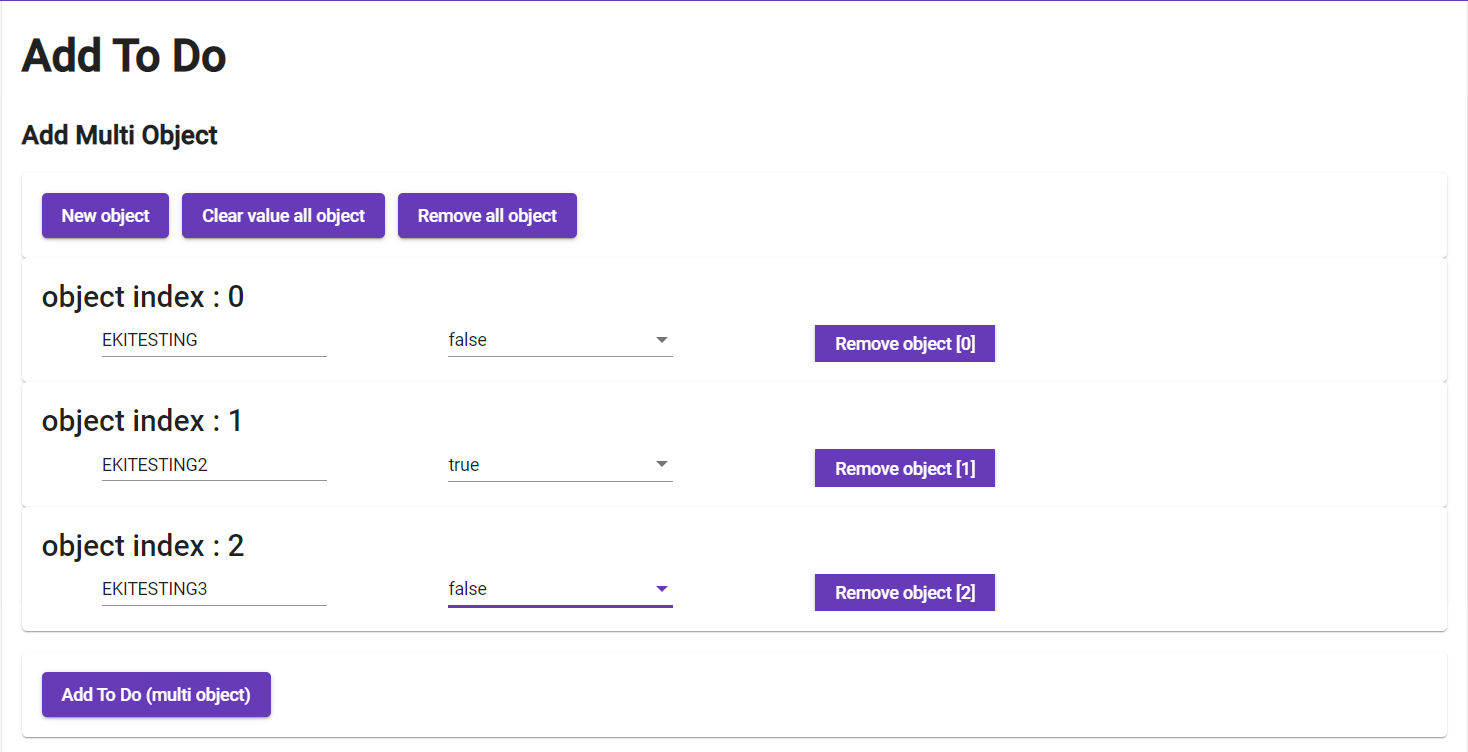 Add To Do
Add Multi Object
New object Clear value all object Remove all object
object index : 0
EKITESTING false Remove object [0]
object index : 1
EKITESTING2 true Remove object [1]
object index : 2
EKITESTING3 false Remove object [2]
Add To Do (multi object)